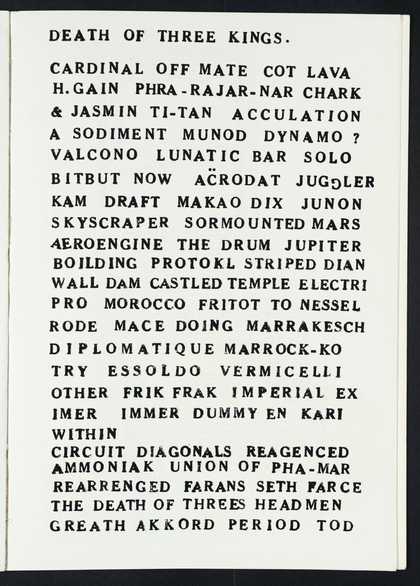 DEATH OF THREE KINGS.
CARDINAL OFF MATE COT LAVA
H. GAIN PHRA-RAJAR-NAR CHARK
& JASMIN TI-TAN ACCULATION
A SODIMENT MUNOD DYNAMO ?
VALCONO LUNATIC BAR SOLO
BITBUT NOW AC̈RODAT JUGGLER
KAM DRAFT MAKAO DIX JUNON
SKYSCRAPER SORMOUNTED MARS
AEROENGINE THE DRUM JUPITER
BOILDING PROTOKL STRIPED DIAN
WALL DAM CASTLED TEMPLE ELECTRI
PRO MOROCCO FRITOT TO NESSEL
RODE MACE DOING MARRAKESCH
DIPLOMATIQUE MARROCK-KO
TRY ESSOLDO VERMICELLI
OTHER FRIK FRAK IMPERIAL EX
IMER IMMER DUMMY EN KARI
WITHIN
CIRCUIT DIAGONALS REAGENCED
AMMONIAK UNION OF PHA-MAR
REARRENGED FARANS SETH FARCE
THE DEATH OF THREES HEADMEN
GREATH AKKORD PERIOD TOD